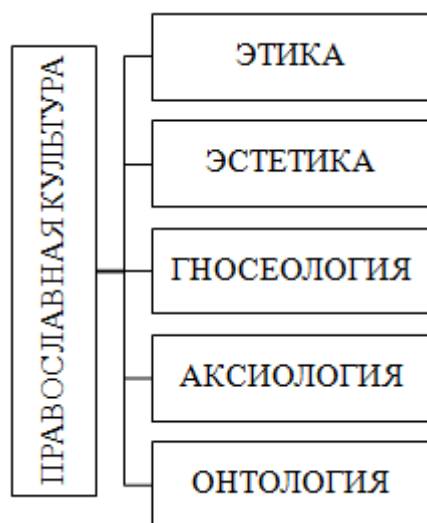 ПРАВОСЛАВНАЯ КУЛЬТУРА
ЭТИКА
ЭСТЕТИКА
ГНОСЕОЛОГИЯ
АКСИОЛОГИЯ
ОНТОЛОГИЯ